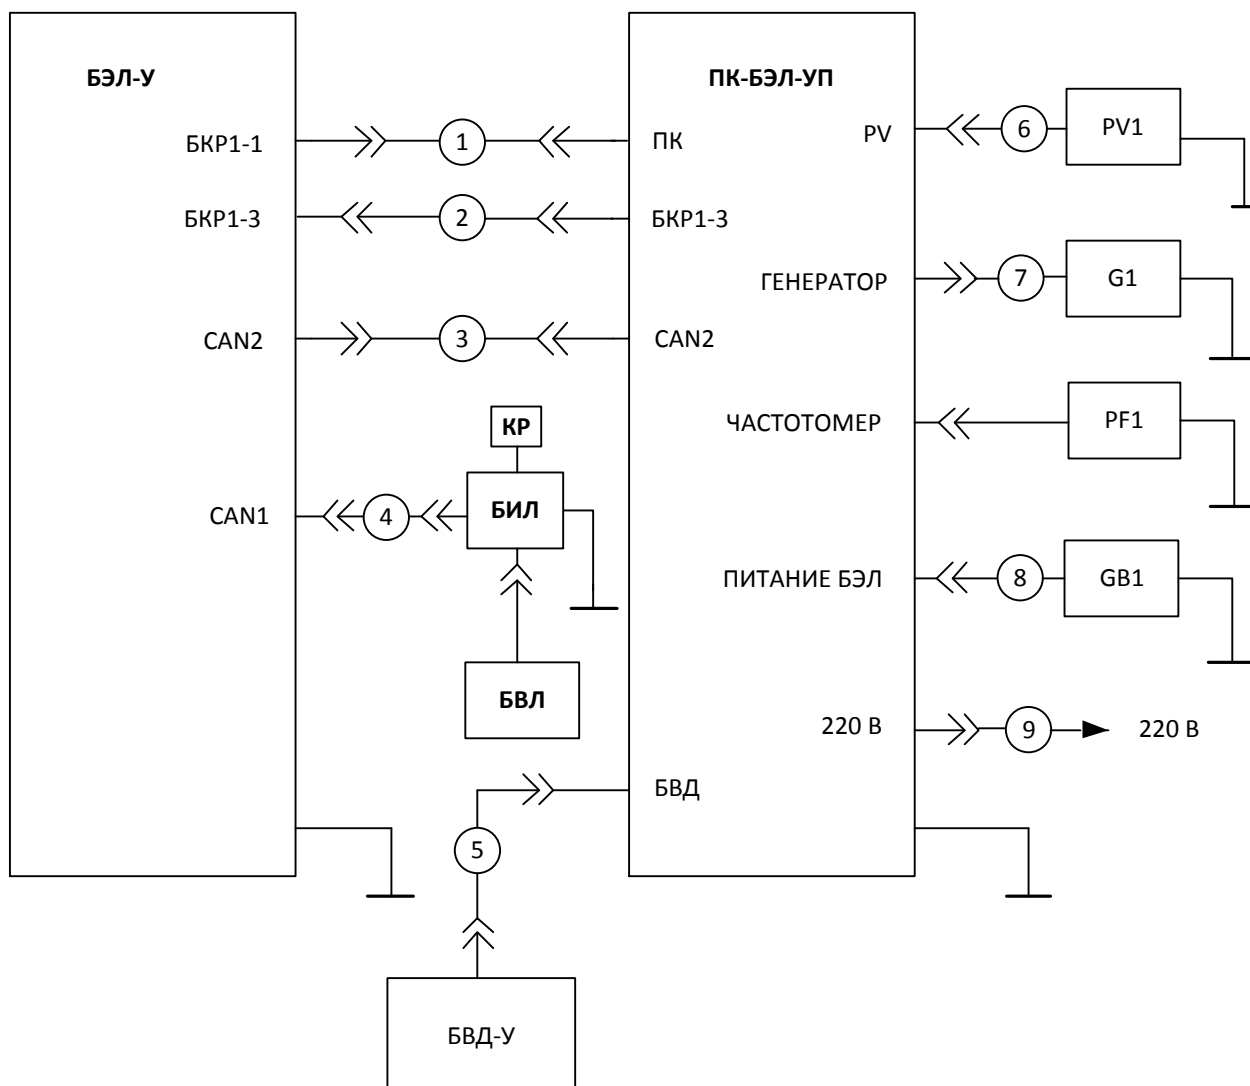 БЭЛ-У
ПК-БЭЛ-УП
БКР1-1
1
ПК
PV
6
PV1
БКР1-3
2
БКР1-3
ГЕНЕРАТОР
7
G1
CAN2
3
CAN2
КР
ЧАСТОТОМЕР
PF1
CAN1
4
БИЛ
ПИТАНИЕ БЭЛ
8
GB1
БВЛ
220 В
9
220 В
БВД
5
БВД-У